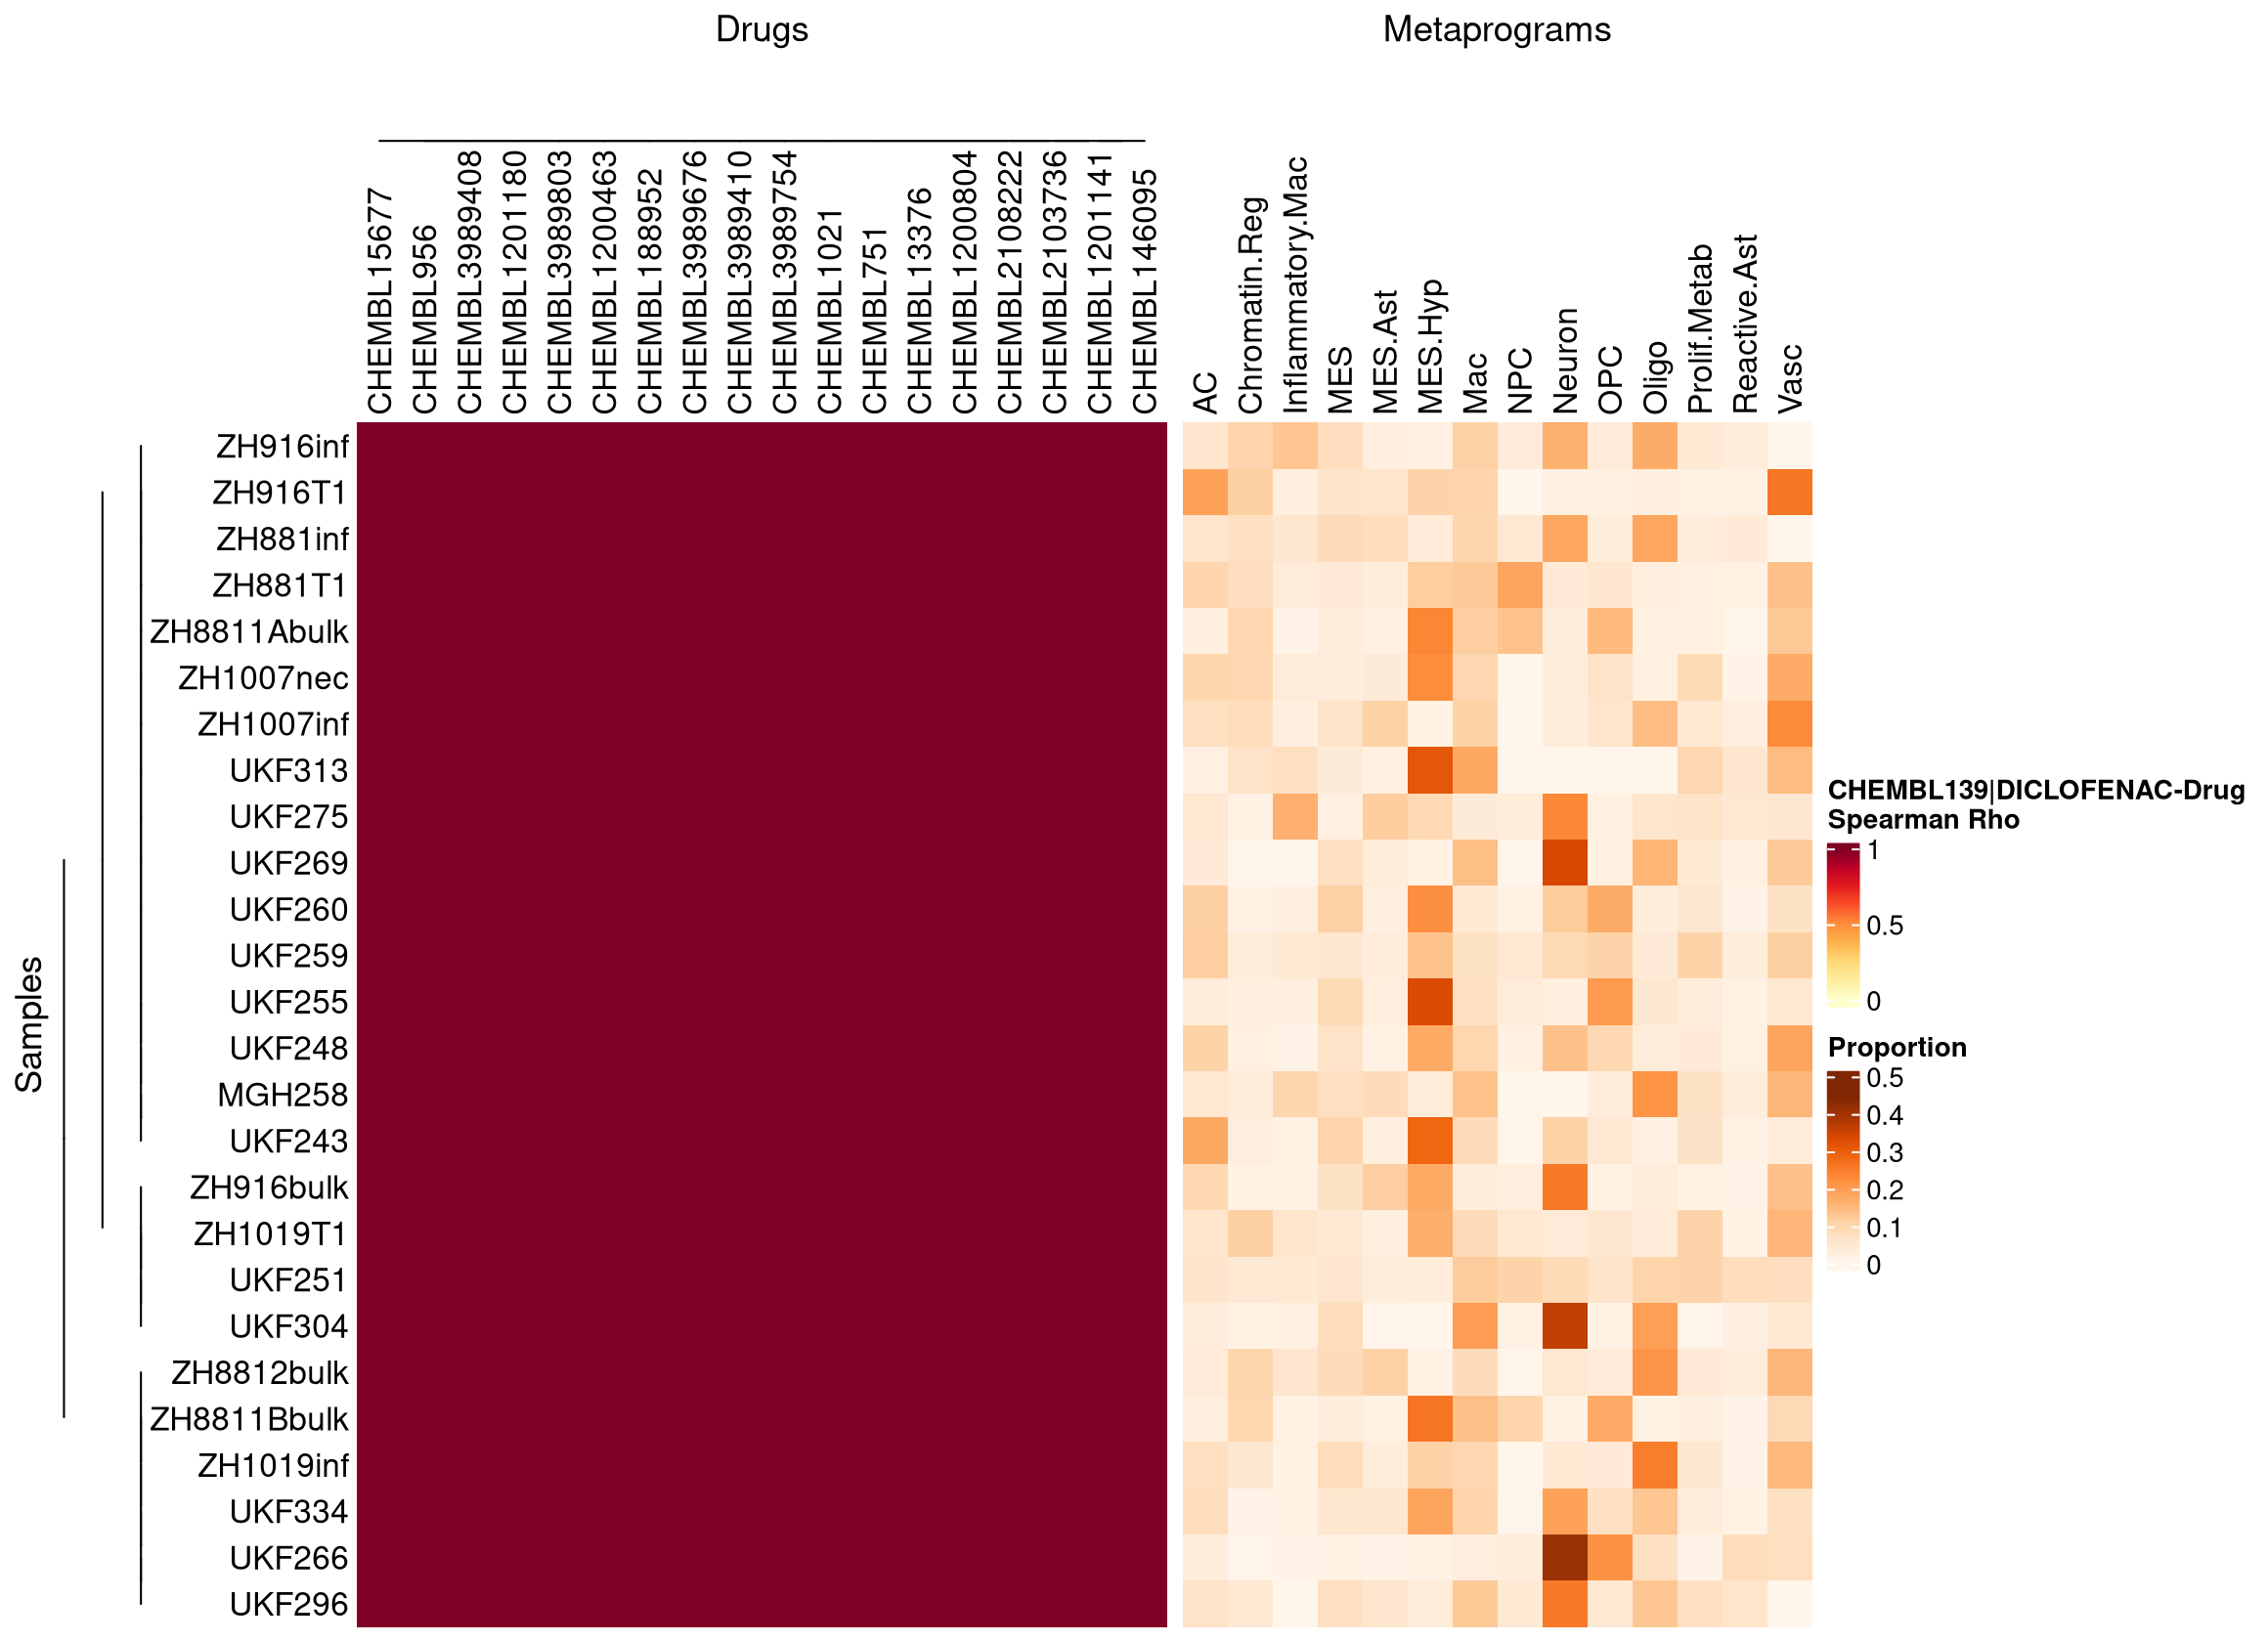 Drugs
Metaprograms
CHEMBL15677
CHEMBL956
CHEMBL3989408
CHEMBL1201180
CHEMBL3989803
CHEMBL1200463
CHEMBL1888952
CHEMBL3989676
CHEMBL3989410
CHEMBL3989754
CHEMBL1021
CHEMBL751
CHEMBL13376
CHEMBL1200804
CHEMBL2108222
CHEMBL2103736
CHEMBL1201141
CHEMBL146095
AC
Chromatin.Reg
Inflammatory.Mac
MES
MES.Ast
MES.Hyp
Mac
NPC
Neuron
OPC
Oligo
Prolif.Metab
Reactive.Ast
Vasc
Samples
ZH916inf
ZH916T1
ZH881inf
ZH881T1
ZH8811Abulk
ZH1007nec
ZH1007inf
UKF313
UKF275
UKF269
UKF260
UKF259
UKF255
UKF248
MGH258
UKF243
ZH916bulk
ZH1019T1
UKF251
UKF304
ZH8812bulk
ZH8811Bbulk
ZH1019inf
UKF334
UKF266
UKF296
CHEMBL139|DICLOFENAC-Drug
Spearman Rho
1
0.5
0
Proportion
0.5
0.4
0.3
0.2
0.1
0